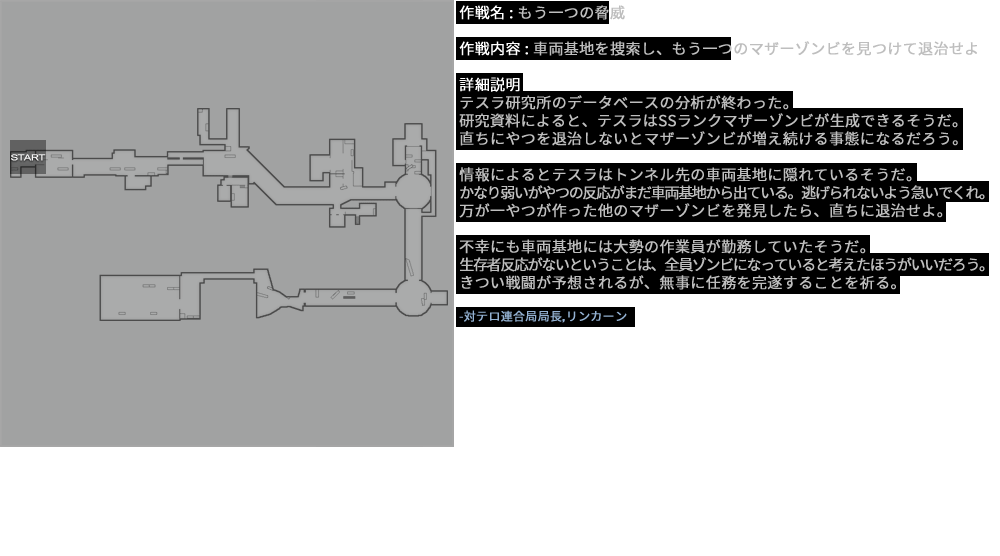 START
作戦名 : もう一つの脅威
作戦内容 : 車両基地を捜索し、もう一つのマザーゾンビを見つけて退治せよ
詳細説明
テスラ研究所のデータベースの分析が終わった。
研究資料によると、テスラはSSランクマザーゾンビが生成できるそうだ。
直ちにやつを退治しないとマザーゾンビが増え続ける事態になるだろう。
情報によるとテスラはトンネル先の車両基地に隠れているそうだ。
かなり弱いがやつの反応がまだ車両基地から出ている。逃げられないよう急いでくれ。
万が一やつが作った他のマザーゾンビを発見したら、直ちに退治せよ。
不幸にも車両基地には大勢の作業員が勤務していたそうだ。
生存者反応がないということは、全員ゾンビになっていると考えたほうがいいだろう。
きつい戦闘が予想されるが、無事に任務を完遂することを祈る。
-対テロ連合局局長,リンカーン